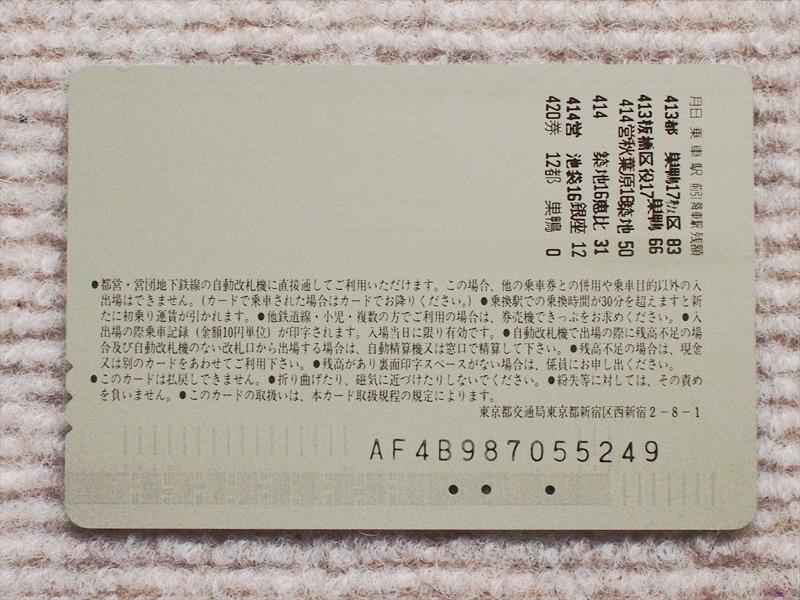 月日 乗車駅 前引 降車駅 残額
413都 巣鴨17 区 83
413板橋区役17巣鴨 66
414営秋葉原16築地 50
414 築地16恵比 31
414営 池袋16銀座 12
420券 12都 巣鴨 0
●都営・営団地下鉄線の自動改札機に直接通してご利用いただけます。この場合、他の乗車券との併用や乗車目的以外の入
出場はできません。(カードで乗車された場合はカードでお降りください。)●乗換駅での乗換時間が30分を超えますと新
たに初乗り運賃が引かれます。●他鉄道線・小児・複数の方でご利用の場合は、券売機できっぷをお求めください。●入
出場の際乗車記録(金額10円単位)が印字されます。入場当日に限り有効です。●自動改札機で出場の際に残高不足の場
合及び自動改札機のない改札口から出場する場合は、自動精算機又は窓口で精算して下さい。●残高不足の場合は、現金
又は別のカードをあわせてご利用下さい。●残高があり裏面印字スペースがない場合は、係員にお申し出ください。
●このカードは払戻しできません。●折り曲げたり、磁気に近づけたりしないでください。●紛失等に対しては、その責め
を負いません。●このカードの取扱いは、本カード取扱規程の規定によります。
東京都交通局東京都新宿区西新宿2-8-1
AF4B987055249